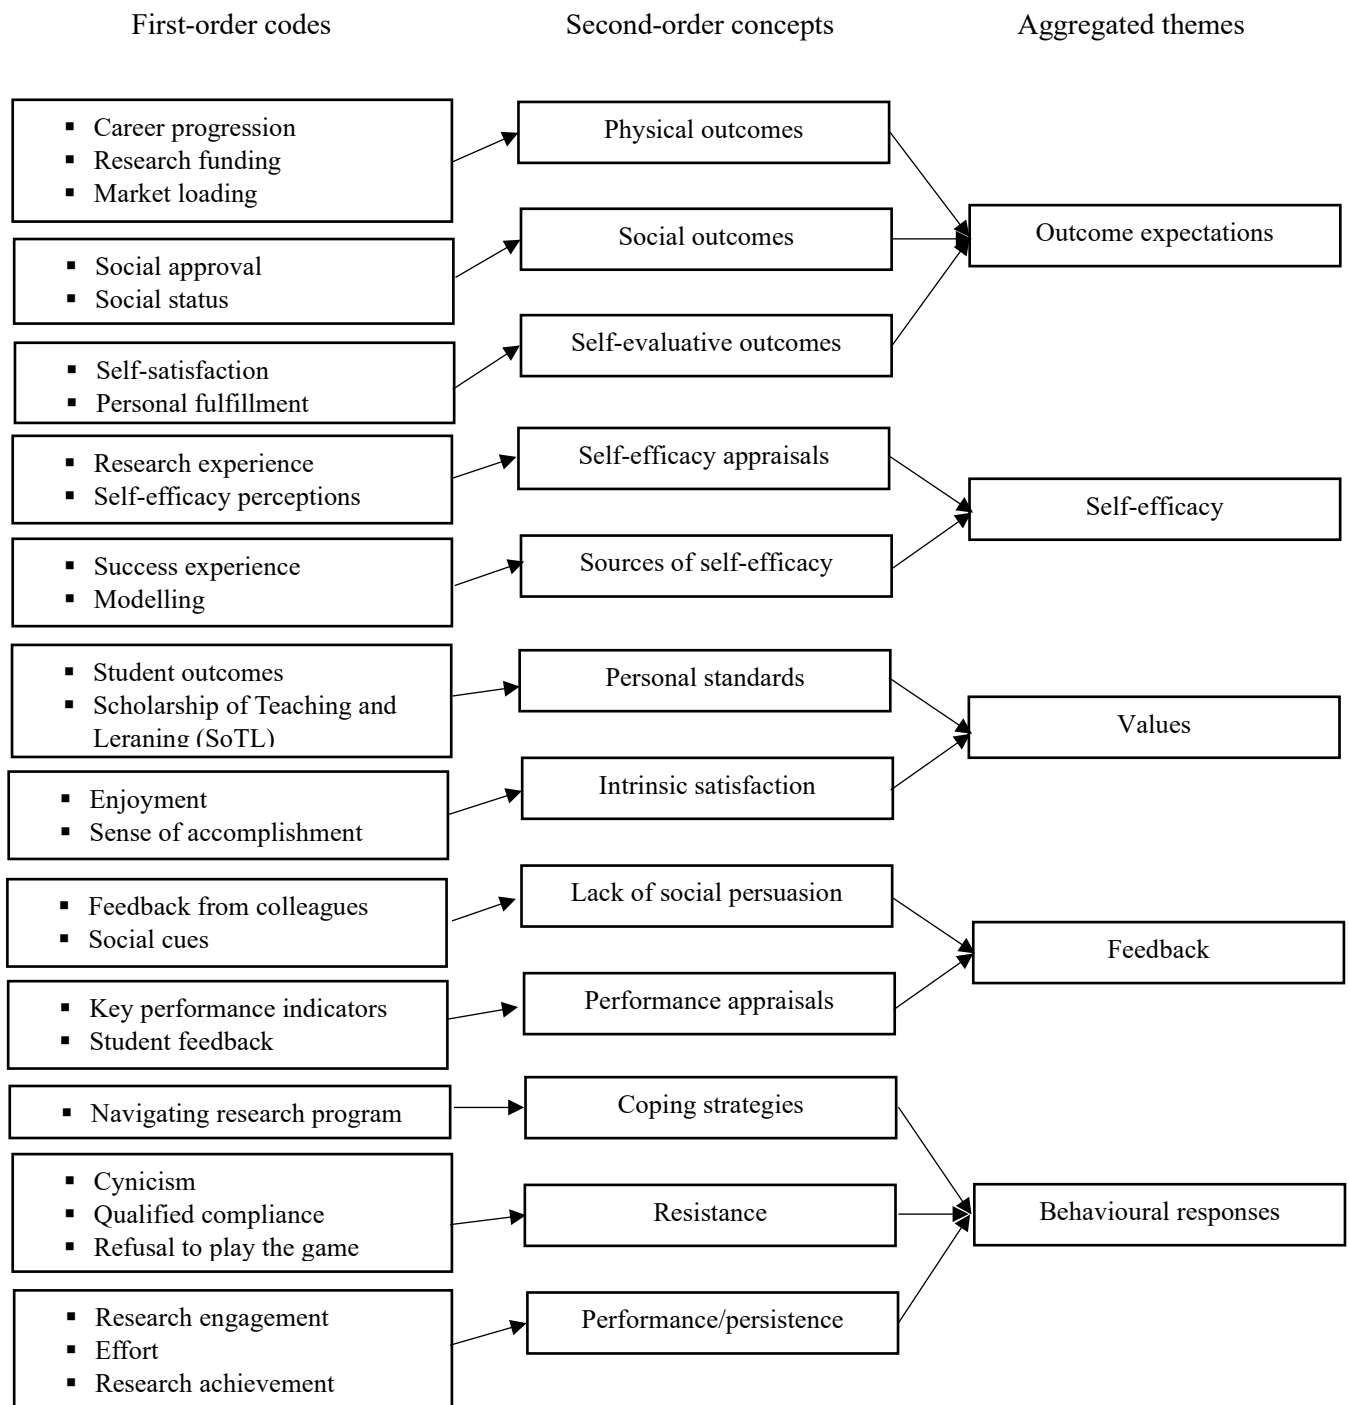 First-order codes
Second-order concepts
Aggregated themes
▪ Career progression
▪ Research funding
▪ Market loading
Physical outcomes
▪ Social approval
▪ Social status
Social outcomes
Outcome expectations
▪ Self-satisfaction
▪ Personal fulfillment
Self-evaluative outcomes
▪ Research experience
▪ Self-efficacy perceptions
Self-efficacy appraisals
Self-efficacy
▪ Success experience
▪ Modelling
Sources of self-efficacy
▪ Student outcomes
▪ Scholarship of Teaching and
Leraning (SoTL)
Personal standards
Values
▪ Enjoyment
▪ Sense of accomplishment
Intrinsic satisfaction
▪ Feedback from colleagues
▪ Social cues
Lack of social persuasion
Feedback
▪ Key performance indicators
▪ Student feedback
Performance appraisals
▪ Navigating research program
Coping strategies
▪ Cynicism
▪ Qualified compliance
▪ Refusal to play the game
Resistance
Behavioural responses
▪ Research engagement
▪ Effort
▪ Research achievement
Performance/persistence